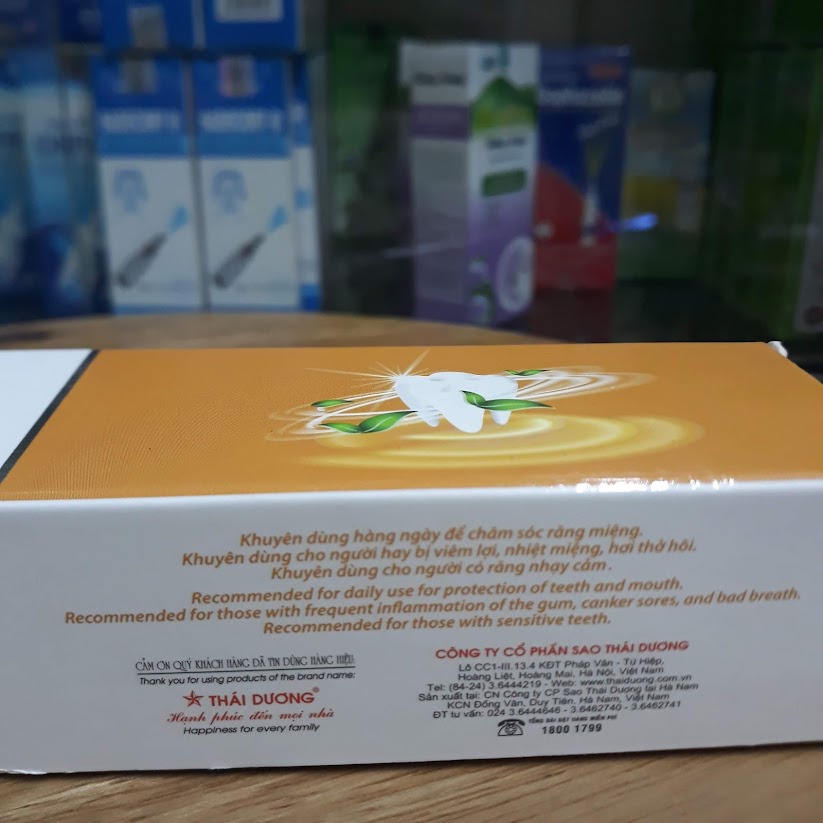 Khuyên dùng hàng ngày để chăm sóc răng miệng.
Khuyên dùng cho người hay bị viêm lợi, nhiệt miệng, hơi thở hôi.
Khuyên dùng cho người có răng nhạy cảm.
Recommended for daily use for protection of teeth and mouth.
Recommended for those with frequent inflammation of the gum, canker sores, and bad breath.
Recommended for those with sensitive teeth.
CẢM ƠN QUÝ KHÁCH HÀNG ĐÃ TIN DÙNG HÀNG HIỆU:
Thank you for using products of the brand name:
THÁI DƯƠNG®
Hạnh phúc đến mọi nhà
Happiness for every family
CÔNG TY CỔ PHẦN SAO THÁI DƯƠNG
Lô CC1-III.13.4 KĐT Pháp Vân - Tứ Hiệp,
Hoàng Liệt, Hoàng Mai, Hà Nội, Việt Nam
Tel: (84-24) 3.6444219 - Web: www.thaiduong.com.vn
Sản xuất tại: CN Công ty CP Sao Thái Dương tại Hà Nam
KCN Đồng Văn, Duy Tiên, Hà Nam, Việt Nam
ĐT tư vấn: 024 3.6444646 - 3.6462740 - 3.6462741
TỔNG ĐÀI ĐẶT HÀNG MIỄN PHÍ
1800 1799